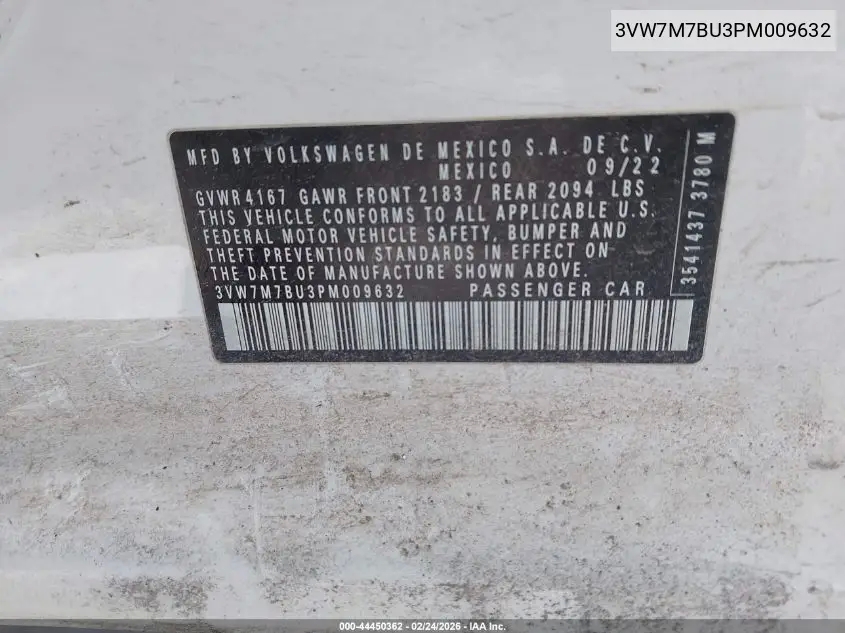 3VW7M7BU3PM009632
MFD BY VOLKSWAGEN DE MEXICO S.A. DE C.V.
MEXICO 09/22
GVWR 4167 GAWR FRONT 2183 / REAR 2094 LBS
THIS VEHICLE CONFORMS TO ALL APPLICABLE U.S.
FEDERAL MOTOR VEHICLE SAFETY, BUMPER AND
THEFT PREVENTION STANDARDS IN EFFECT ON
THE DATE OF MANUFACTURE SHOWN ABOVE.
3VW7M7BU3PM009632 PASSENGER CAR
3541437 3780 M
000-44450362 - 02/24/2026 - IAA Inc.